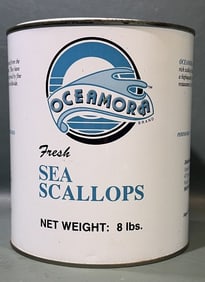 OCEAMORA
BRAND
Fresh
SEA
SCALLOPS
NET WEIGHT: 8 lbs.